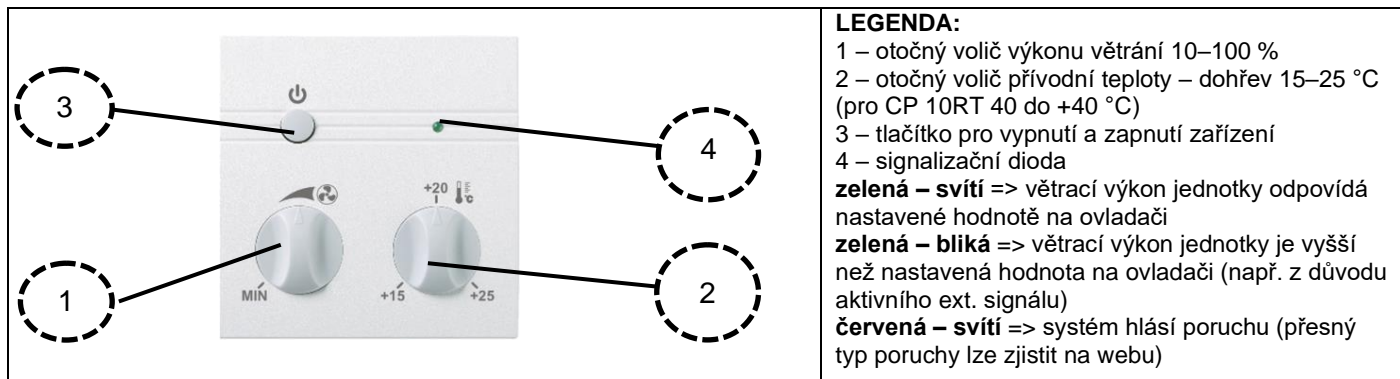 3
4
+20
°C
MIN
+15
+25
1
2
LEGENDA:
1 – otočný volič výkonu větrání 10–100 %
2 – otočný volič přívodní teploty – dohřev 15–25 °C
(pro CP 10RT 40 do +40 °C)
3 – tlačítko pro vypnutí a zapnutí zařízení
4 – signalizační dioda
zelená – svítí => větrací výkon jednotky odpovídá
nastavené hodnotě na ovladači
zelená – bliká => větrací výkon jednotky je vyšší
než nastavená hodnota na ovladači (např. z důvodu
aktivního ext. signálu)
červená – svítí => systém hlásí poruchu (přesný
typ poruchy lze zjistit na webu)